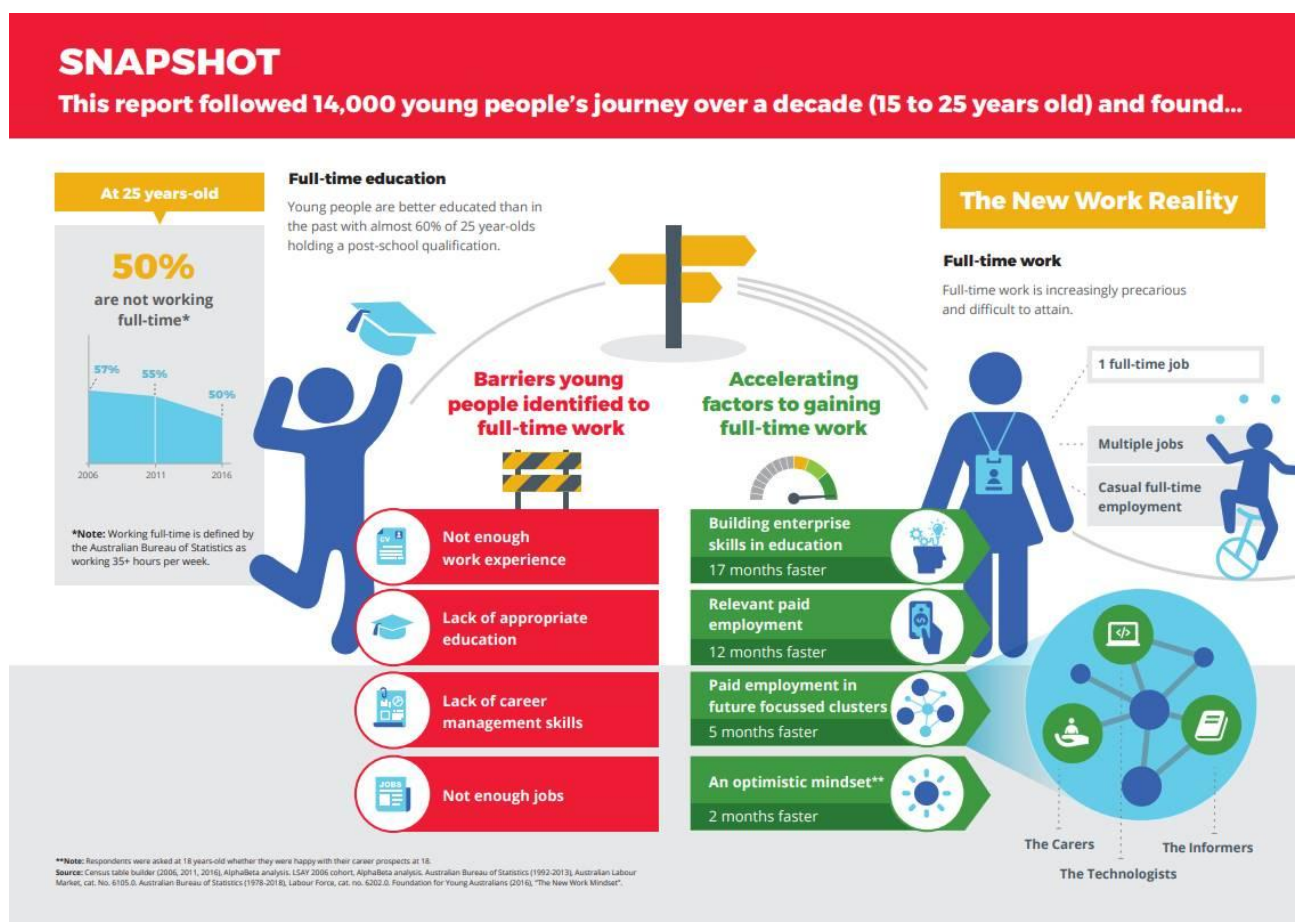 SNAPSHOT
This report followed 14,000 young people's journey over a decade (15 to 25 years old) and found...
At 25 years-old
50%
are not working
full-time*
57%
55%
50%
2006
2011
2016
*Note: Working full-time is defined by
the Australian Bureau of Statistics as
working 35+ hours per week.
Full-time education
Young people are better educated than in
the past with almost 60% of 25 year-olds
holding a post-school qualification.
Barriers young
people identified to
full-time work
CV
Not enough
work experience
Lack of appropriate
education
Lack of career
management skills
JOBS
Not enough jobs
Accelerating
factors to gaining
full-time work
Building enterprise
skills in education
17 months faster
Relevant paid
employment
12 months faster
Paid employment in
future focussed clusters
5 months faster
An optimistic mindset**
2 months faster
The New Work Reality
Full-time work
Full-time work is increasingly precarious
and difficult to attain.
1 full-time job
Multiple jobs
Casual full-time
employment
</>
The Carers
The Technologists
The Informers
**Note: Respondents were asked at 18 years-old whether they were happy with their career prospects at 18.
Source: Census table builder (2006, 2011, 2016), AlphaBeta analysis. LSAY 2006 cohort, AlphaBeta analysis. Australian Bureau of Statistics (1992-2013), Australian Labour
Market, cat. No. 6105.0. Australian Bureau of Statistics (1978-2018), Labour Force, cat. no. 6202.0. Foundation for Young Australians (2016), "The New Work Mindset".